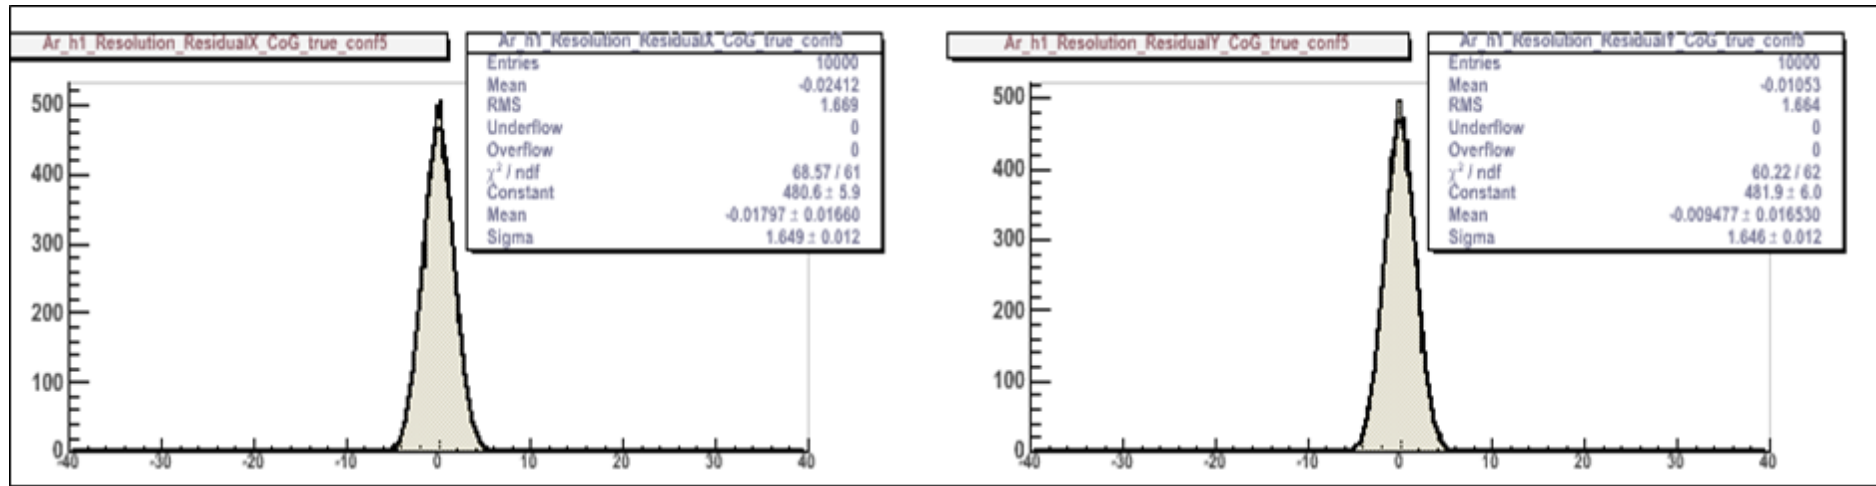 Ar_h1_Resolution_ResidualX_CoG_true_conf5
Ar_h1_Resolution_ResidualX_CoG_true_conf5
Entries 10000
Mean -0.02412
RMS 1.669
Underflow 0
Overflow 0
χ² / ndf 68.57 / 61
Constant 480.6 ± 5.9
Mean -0.01797 ± 0.01660
Sigma 1.649 ± 0.012
500
400
300
200
100
0
-40 -30 -20 -10 0 10 20 30 40
Ar_h1_Resolution_ResidualY_CoG_true_conf5
Ar_h1_Resolution_ResidualY_CoG_true_conf5
Entries 10000
Mean -0.01053
RMS 1.664
Underflow 0
Overflow 0
χ² / ndf 60.22 / 62
Constant 481.9 ± 6.0
Mean -0.009477 ± 0.016530
Sigma 1.646 ± 0.012
500
400
300
200
100
0
-40 -30 -20 -10 0 10 20 30 40